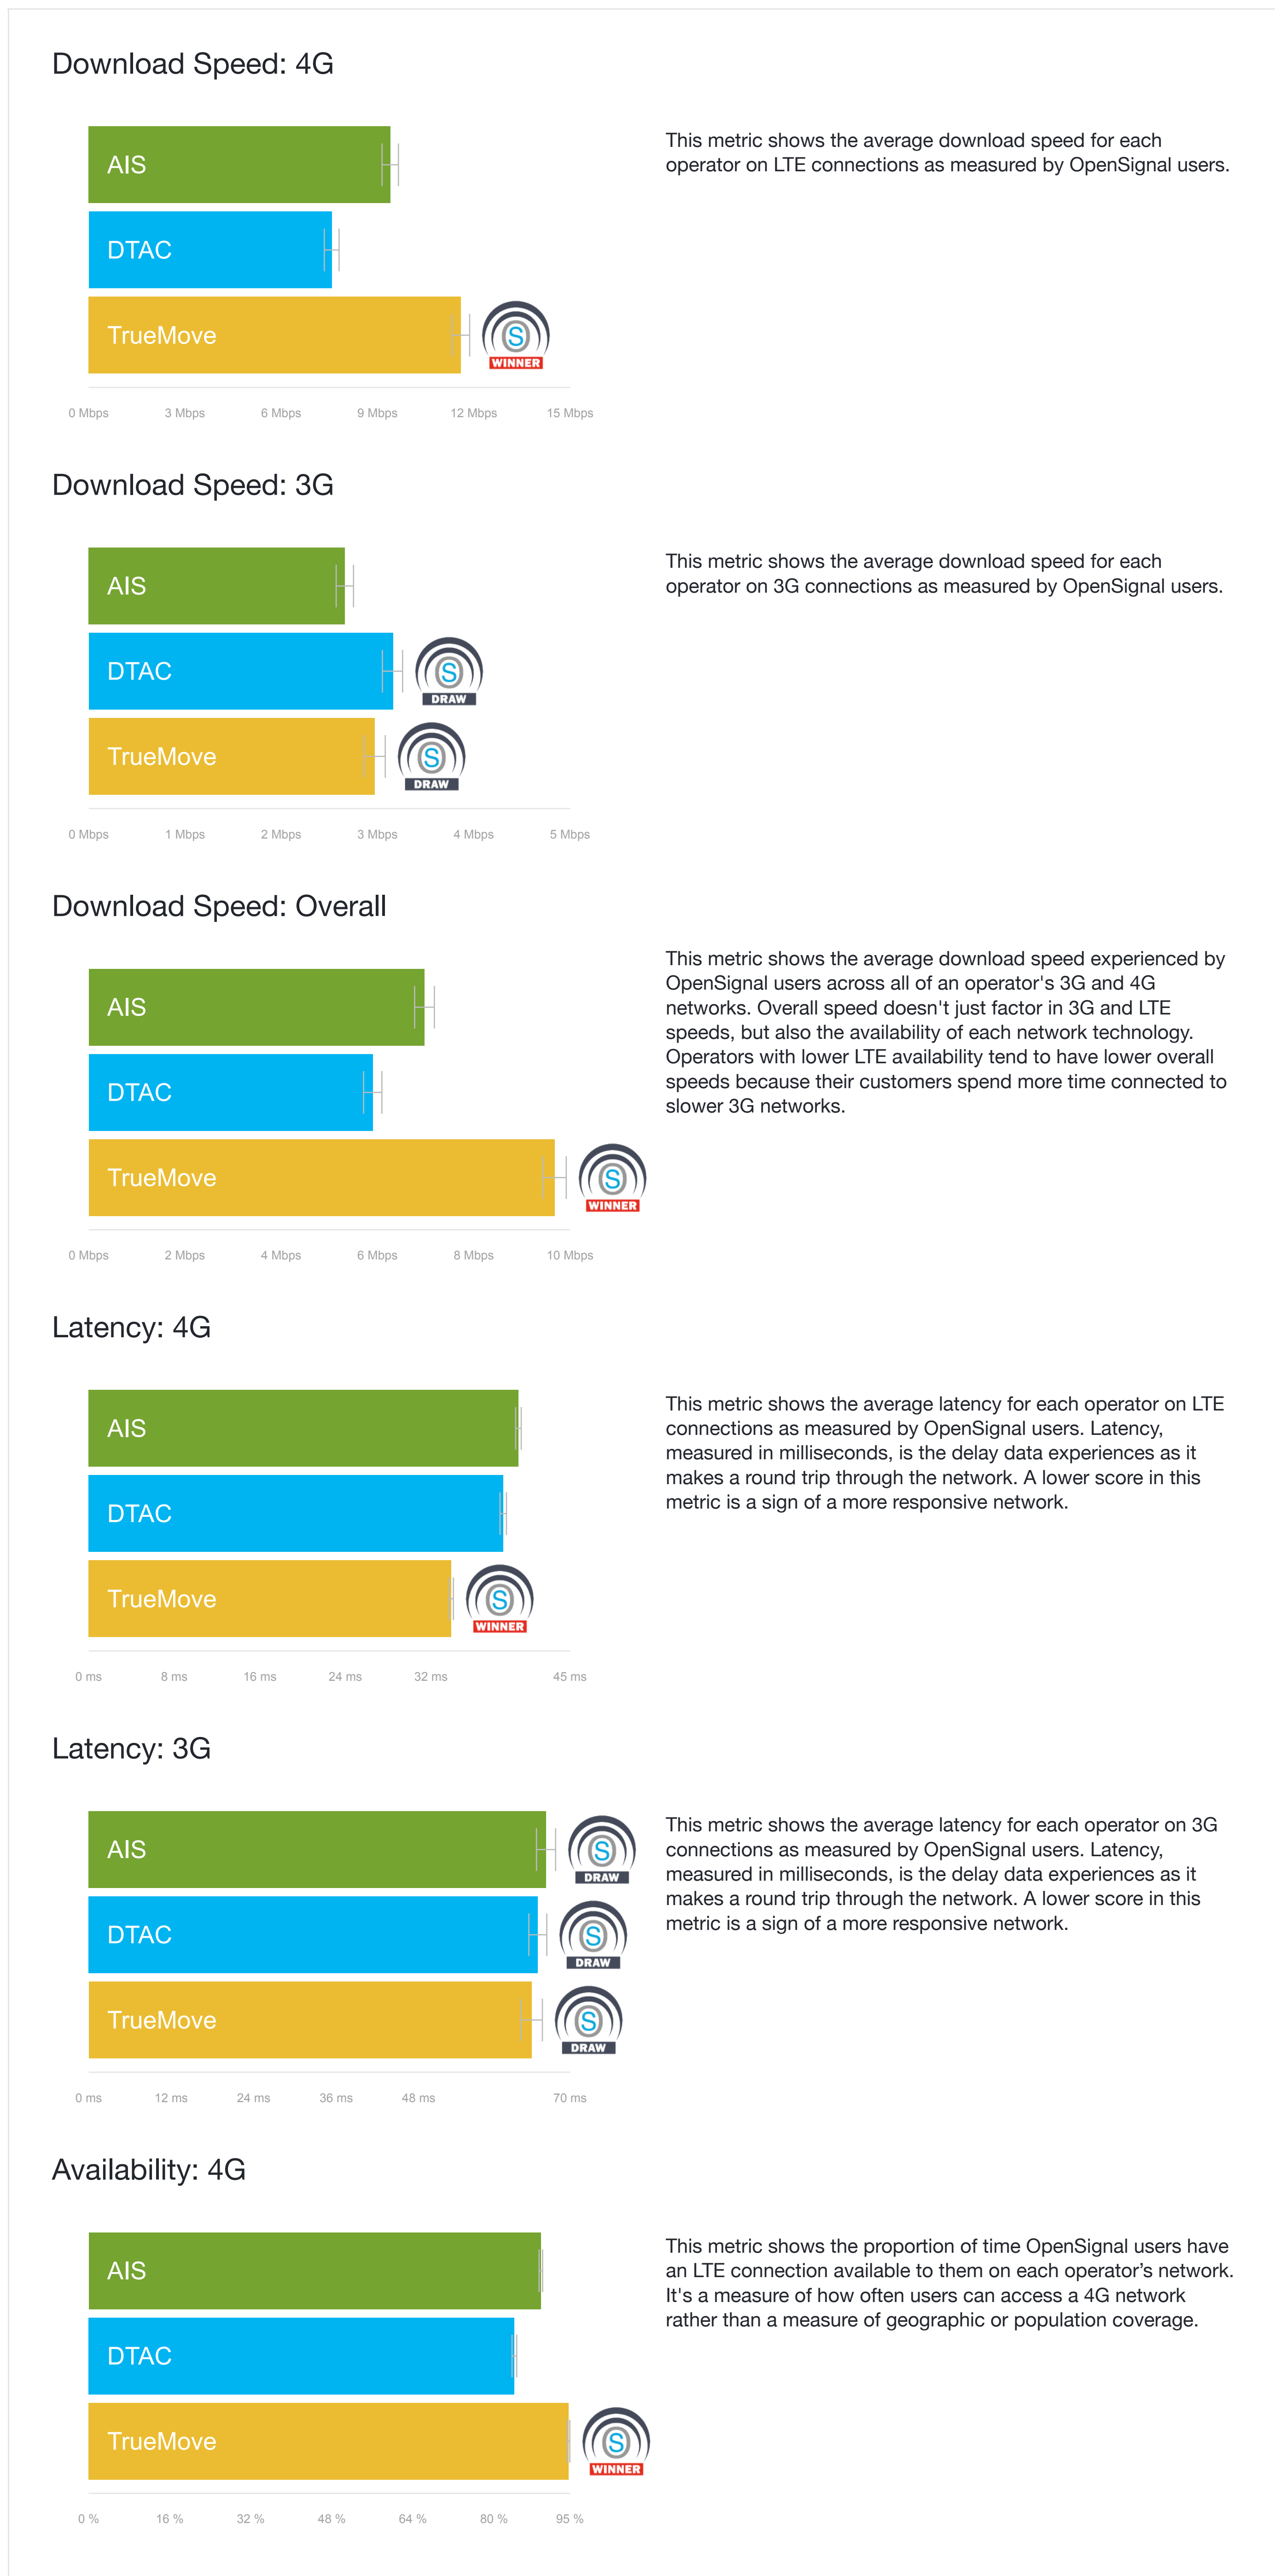 Download Speed: 4G
AIS
DTAC
TrueMove
S
WINNER
0 Mbps 3 Mbps 6 Mbps 9 Mbps 12 Mbps 15 Mbps
This metric shows the average download speed for each
operator on LTE connections as measured by OpenSignal users.
Download Speed: 3G
AIS
DTAC
S
DRAW
TrueMove
S
DRAW
0 Mbps 1 Mbps 2 Mbps 3 Mbps 4 Mbps 5 Mbps
This metric shows the average download speed for each
operator on 3G connections as measured by OpenSignal users.
Download Speed: Overall
AIS
DTAC
TrueMove
S
WINNER
0 Mbps 2 Mbps 4 Mbps 6 Mbps 8 Mbps 10 Mbps
This metric shows the average download speed experienced by
OpenSignal users across all of an operator's 3G and 4G
networks. Overall speed doesn't just factor in 3G and LTE
speeds, but also the availability of each network technology.
Operators with lower LTE availability tend to have lower overall
speeds because their customers spend more time connected to
slower 3G networks.
Latency: 4G
AIS
DTAC
TrueMove
S
WINNER
0 ms 8 ms 16 ms 24 ms 32 ms 45 ms
This metric shows the average latency for each operator on LTE
connections as measured by OpenSignal users. Latency,
measured in milliseconds, is the delay data experiences as it
makes a round trip through the network. A lower score in this
metric is a sign of a more responsive network.
Latency: 3G
AIS
S
DRAW
DTAC
S
DRAW
TrueMove
S
DRAW
0 ms 12 ms 24 ms 36 ms 48 ms 70 ms
This metric shows the average latency for each operator on 3G
connections as measured by OpenSignal users. Latency,
measured in milliseconds, is the delay data experiences as it
makes a round trip through the network. A lower score in this
metric is a sign of a more responsive network.
Availability: 4G
AIS
DTAC
TrueMove
S
WINNER
0 % 16 % 32 % 48 % 64 % 80 % 95 %
This metric shows the proportion of time OpenSignal users have
an LTE connection available to them on each operator’s network.
It's a measure of how often users can access a 4G network
rather than a measure of geographic or population coverage.